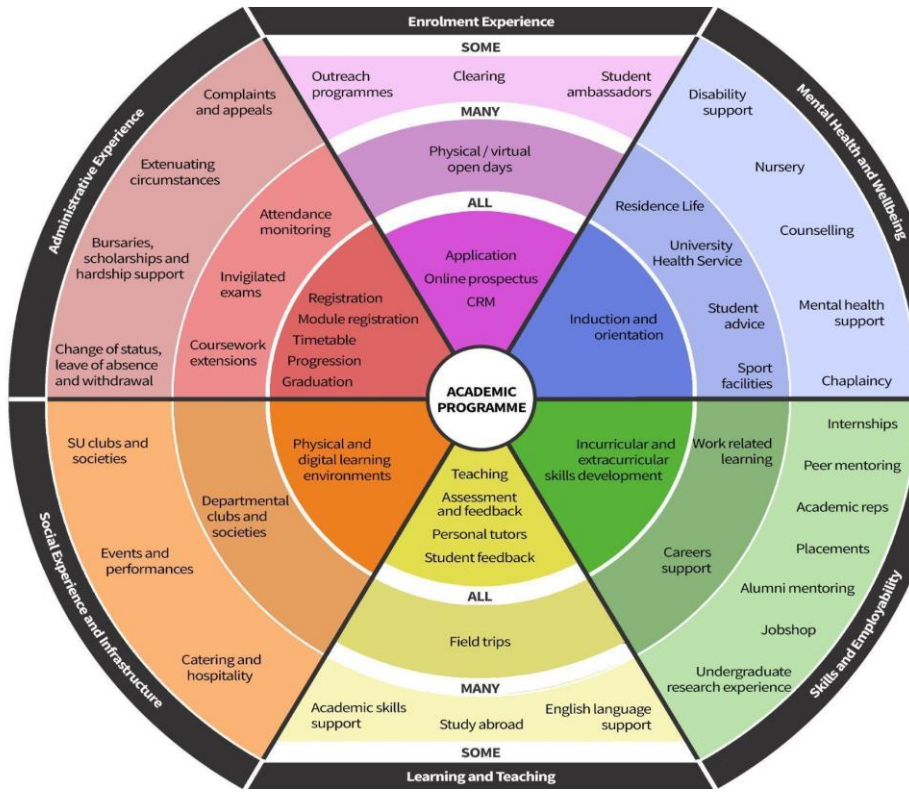 Enrolment Experience
SOME
Outreach
programmes
Clearing
Student
ambassadors
MANY
Physical / virtual
open days
ALL
Application
Online prospectus
CRM
Mental Health and Wellbeing
Disability
support
Nursery
Counselling
Mental health
support
Chaplaincy
Residence Life
University
Health Service
Student
advice
Sport
facilities
Induction and
orientation
Skills and Employability
Internships
Peer mentoring
Academic reps
Placements
Alumni mentoring
Jobshop
Undergraduate
research experience
Work related
learning
Careers
support
Incurricular and
extracurricular
skills development
Teaching
Assessment
and feedback
Personal tutors
Student feedback
ALL
Field trips
MANY
Academic skills
support
Study abroad
English language
support
SOME
Learning and Teaching
Social Experience and Infrastructure
SU clubs and
societies
Events and
performances
Catering and
hospitality
Departmental
clubs and
societies
Physical and
digital learning
environments
Administrative Experience
Complaints
and appeals
Extenuating
circumstances
Bursaries,
scholarships and
hardship support
Change of status,
leave of absence
and withdrawal
Attendance
monitoring
Invigilated
exams
Coursework
extensions
Registration
Module registration
Timetable
Progression
Graduation
ACADEMIC
PROGRAMME